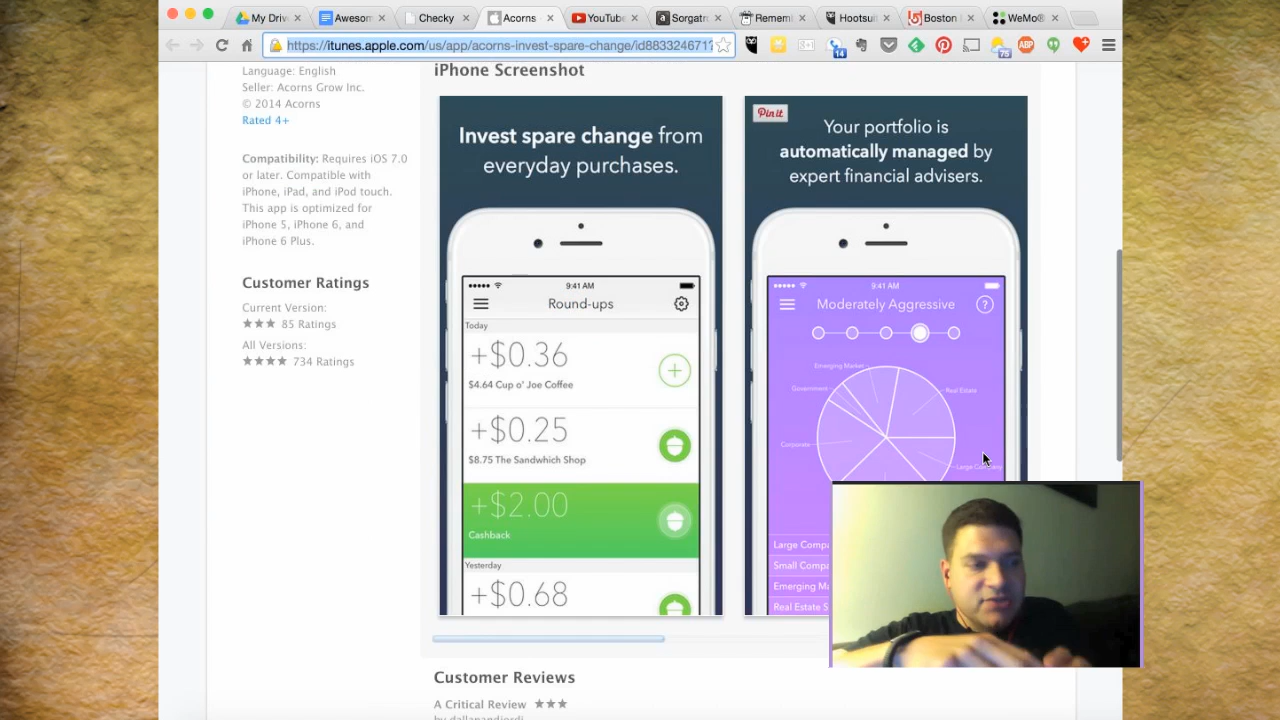 My Driv
Awesom
Checky
Acorns
YouTube
Sorgatr
Rememl
Hootsui
Boston
WeMo®
https://itunes.apple.com/us/app/acorns-invest-spare-change/id883324671?
14
ABP
75
Language: English
Seller: Acorns Grow Inc.
© 2014 Acorns
Rated 4+
Compatibility: Requires iOS 7.0
or later. Compatible with
iPhone, iPad, and iPod touch.
This app is optimized for
iPhone 5, iPhone 6, and
iPhone 6 Plus.
Customer Ratings
Current Version:
★★★ 85 Ratings
All Versions:
★★★★ 734 Ratings
iPhone Screenshot
Invest spare change from
everyday purchases.
9:41 AM
Round-ups
Today
+$0.36
$4.64 Cup o' Joe Coffee
+$0.25
$8.75 The Sandwhich Shop
+$2.00
Cashback
Yesterday
+$0.68
Pin it
Your portfolio is
automatically managed by
expert financial advisers.
9:41 AM
Moderately Aggressive
?
Emerging Market
Government
Real Estate
Corporate
Large Company
Large Compa
Small Compa
Emerging Ma
Real Estate S
Customer Reviews
A Critical Review ★★★